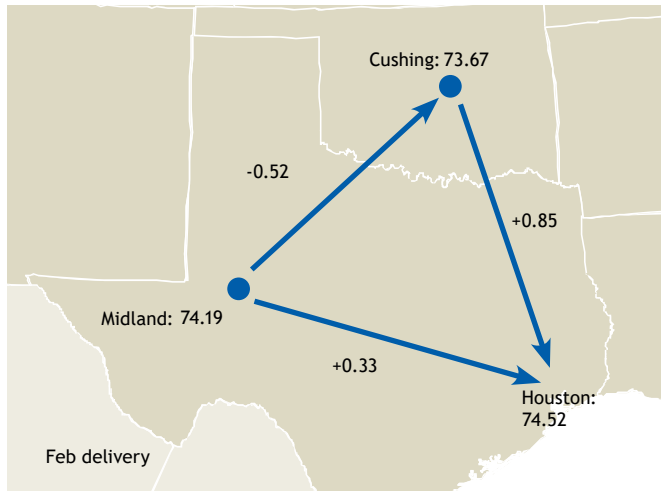 Cushing: 73.67
-0.52
+0.85
Midland: 74.19
+0.33
Houston:
74.52
Feb delivery